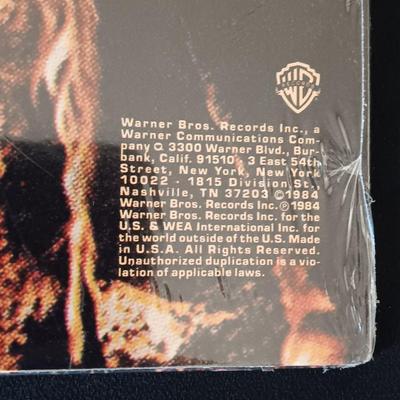 RECORDS
Warner Bros. Records Inc., a
Warner Communications Com-
pany 3300 Warner Blvd., Bur-
bank, Calif. 91510 · 3 East 54th
Street, New York, New York
10022 - 1815 Division St.,
Nashville, TN 37203 ©1984
Warner Bros. Records Inc. ℗1984
Warner Bros. Records Inc. for the
U.S. & WEA International Inc. for
the world outside of the U.S. Made
in U.S.A. All Rights Reserved.
Unauthorized duplication is a vio-
lation of applicable laws.